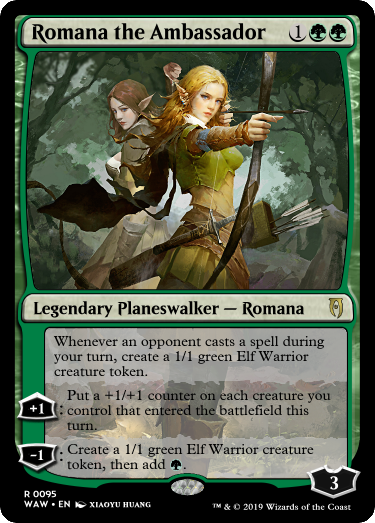 Romana the Ambassador 1
Legendary Planeswalker — Romana
Whenever an opponent casts a spell during
your turn, create a 1/1 green Elf Warrior
creature token.
+1: Put a +1/+1 counter on each creature you
control that entered the battlefield this
turn.
-1: Create a 1/1 green Elf Warrior creature
token, then add .
3
R 0095
WAW • EN XIAOYU HUANG
™ & © 2019 Wizards of the Coast